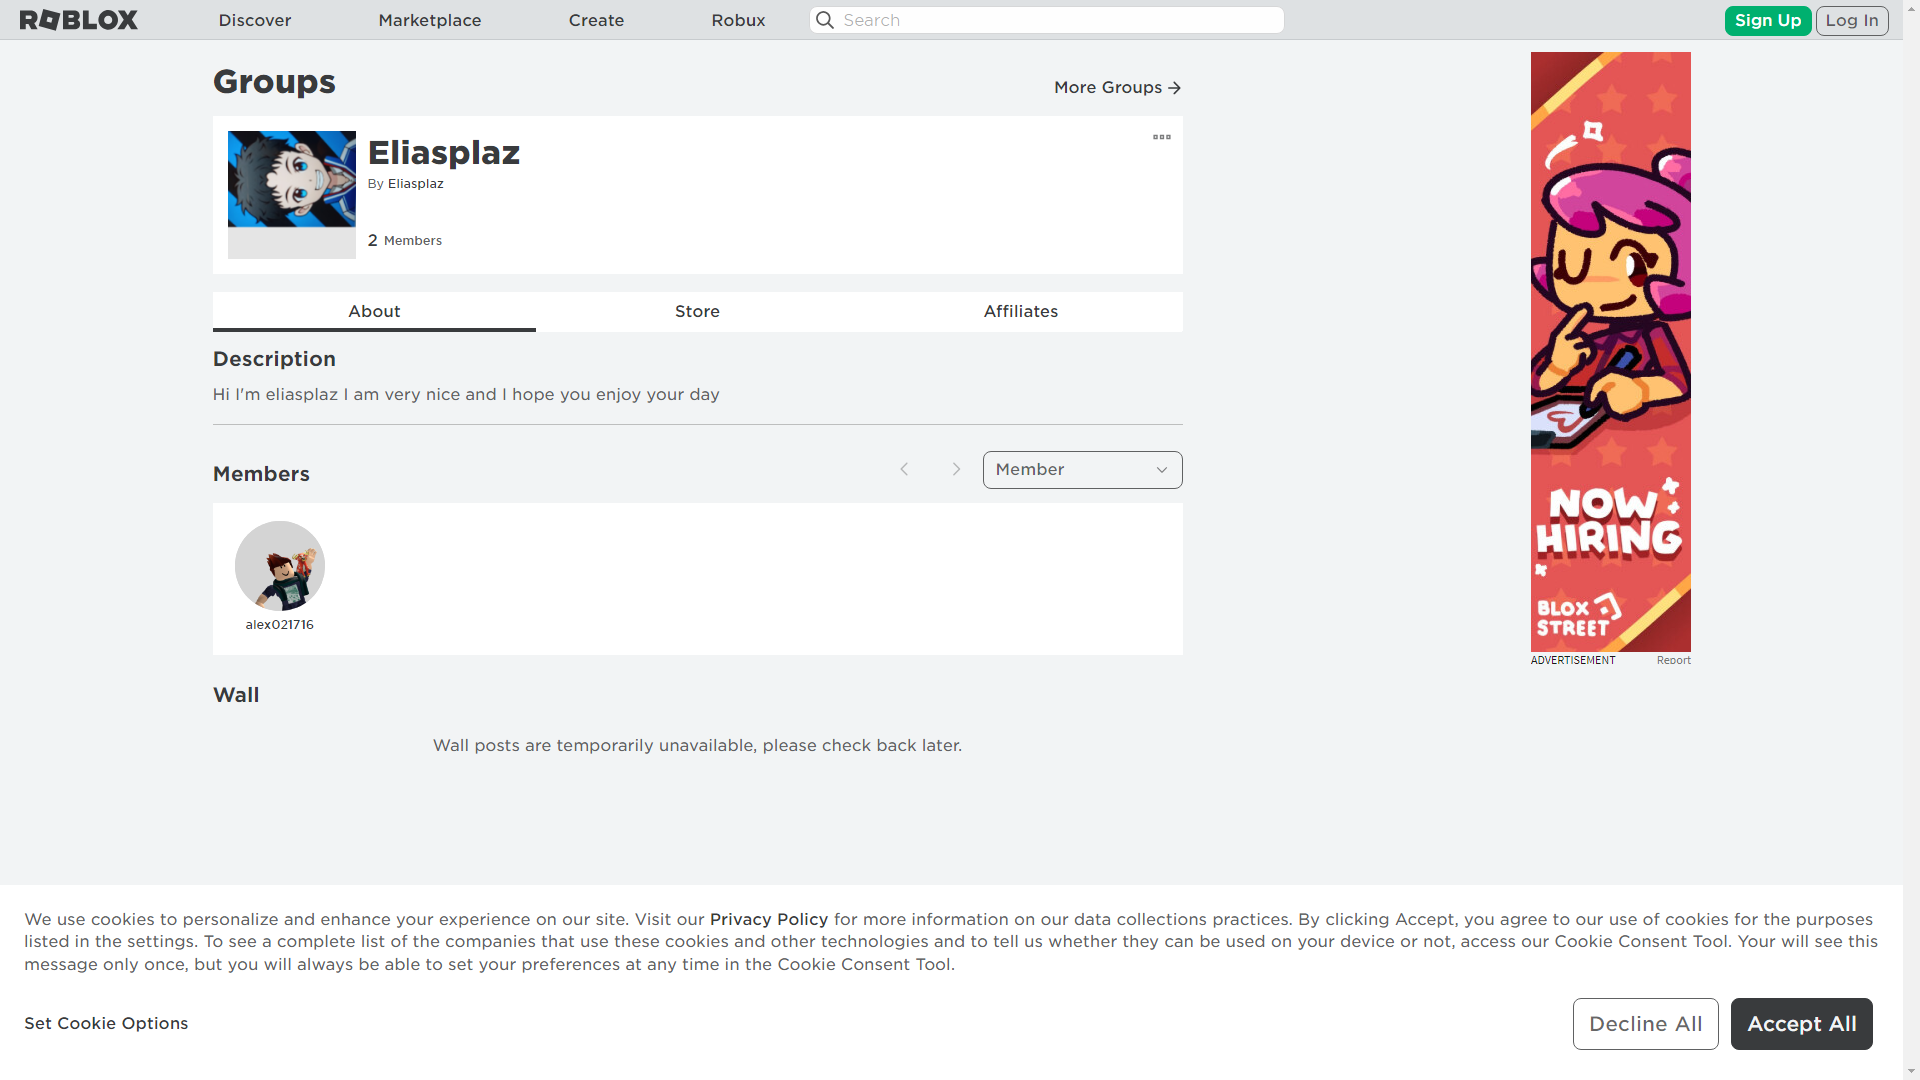 ROBLOX
Discover
Marketplace
Create
Robux
Search
Sign Up
Log In
Groups
More Groups
Eliasplaz
By Eliasplaz
2 Members
About
Store
Affiliates
Description
Hi I'm eliasplaz I am very nice and I hope you enjoy your day
Members
Member
alex021716
Wall
Wall posts are temporarily unavailable, please check back later.
NOW
HIRING
BLOX
STREET
ADVERTISEMENT
Report
We use cookies to personalize and enhance your experience on our site. Visit our Privacy Policy for more information on our data collections practices. By clicking Accept, you agree to our use of cookies for the purposes
listed in the settings. To see a complete list of the companies that use these cookies and other technologies and to tell us whether they can be used on your device or not, access our Cookie Consent Tool. Your will see this
message only once, but you will always be able to set your preferences at any time in the Cookie Consent Tool.
Set Cookie Options
Decline All
Accept All